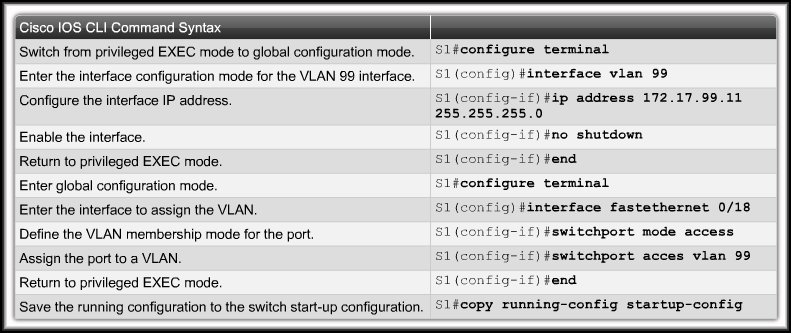 Cisco IOS CLI Command Syntax
Switch from privileged EXEC mode to global configuration mode. S1#configure terminal
Enter the interface configuration mode for the VLAN 99 interface. S1(config)#interface vlan 99
Configure the interface IP address. S1(config-if)#ip address 172.17.99.11
255.255.255.0
Enable the interface. S1(config-if)#no shutdown
Return to privileged EXEC mode. S1(config-if)#end
Enter global configuration mode. S1#configure terminal
Enter the interface to assign the VLAN. S1(config)#interface fastethernet 0/18
Define the VLAN membership mode for the port. S1(config-if)#switchport mode access
Assign the port to a VLAN. S1(config-if)#switchport acces vlan 99
Return to privileged EXEC mode. S1(config-if)#end
Save the running configuration to the switch start-up configuration. S1#copy running-config startup-config